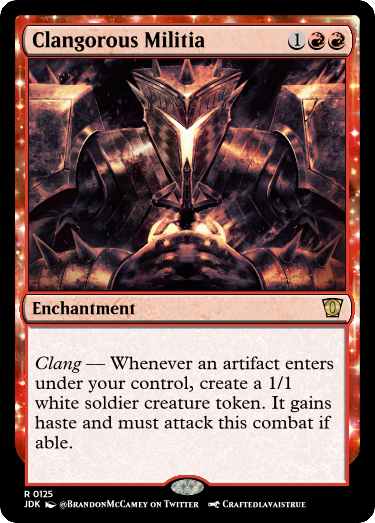 Clangorous Militia 1
Enchantment
Clang — Whenever an artifact enters
under your control, create a 1/1
white soldier creature token. It gains
haste and must attack this combat if
able.
R 0125
JDK @BrandonMcCamey on Twitter Craftedlavaistrue